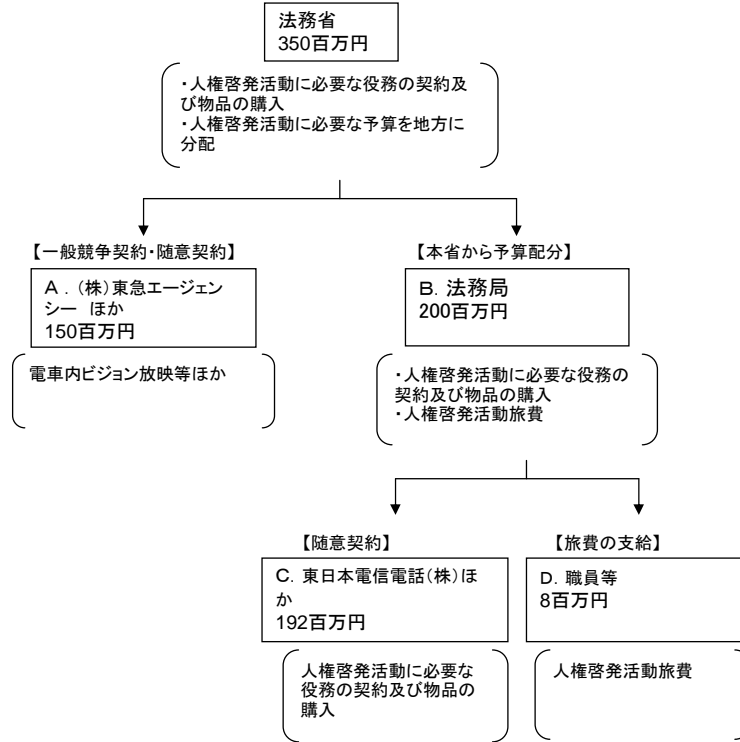 法務省
350百万円
・人権啓発活動に必要な役務の契約及
び物品の購入
・人権啓発活動に必要な予算を地方に
分配
【一般競争契約・随意契約】
A．（株）東急エージェン
シー ほか
150百万円
電車内ビジョン放映等ほか
【本省から予算配分】
B. 法務局
200百万円
・人権啓発活動に必要な役務の
契約及び物品の購入
・人権啓発活動旅費
【随意契約】
C. 東日本電信電話（株）ほ
か
192百万円
人権啓発活動に必要な
役務の契約及び物品の
購入
【旅費の支給】
D. 職員等
8百万円
人権啓発活動旅費